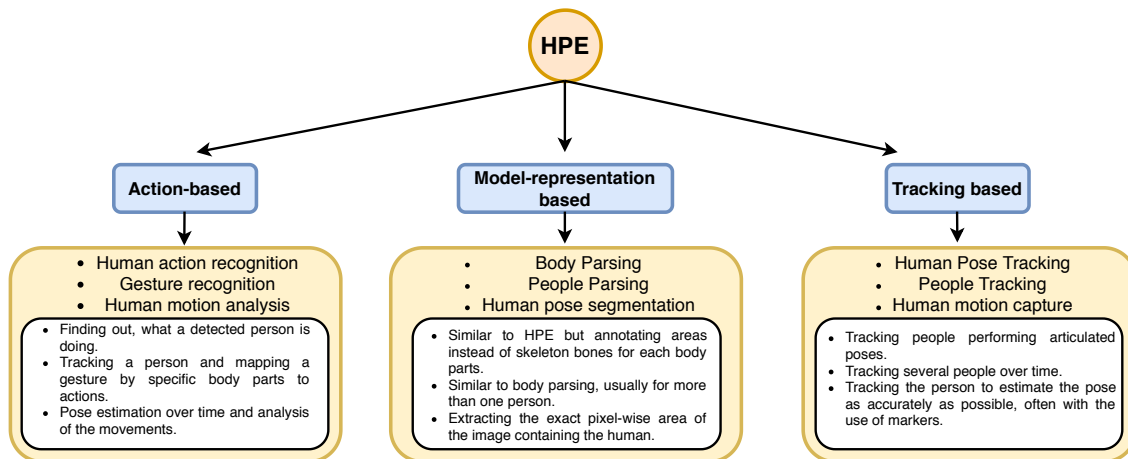 HPE
Action-based
Human action recognition
Gesture recognition
Human motion analysis
Finding out, what a detected person is
doing.
Tracking a person and mapping a
gesture by specific body parts to
actions.
Pose estimation over time and analysis
of the movements.
Model-representation
based
Body Parsing
People Parsing
Human pose segmentation
Similar to HPE but annotating areas
instead of skeleton bones for each body
parts.
Similar to body parsing, usually for more
than one person.
Extracting the exact pixel-wise area of
the image containing the human.
Tracking based
Human Pose Tracking
People Tracking
Human motion capture
Tracking people performing articulated
poses.
Tracking several people over time.
Tracking the person to estimate the pose
as accurately as possible, often with the
use of markers.